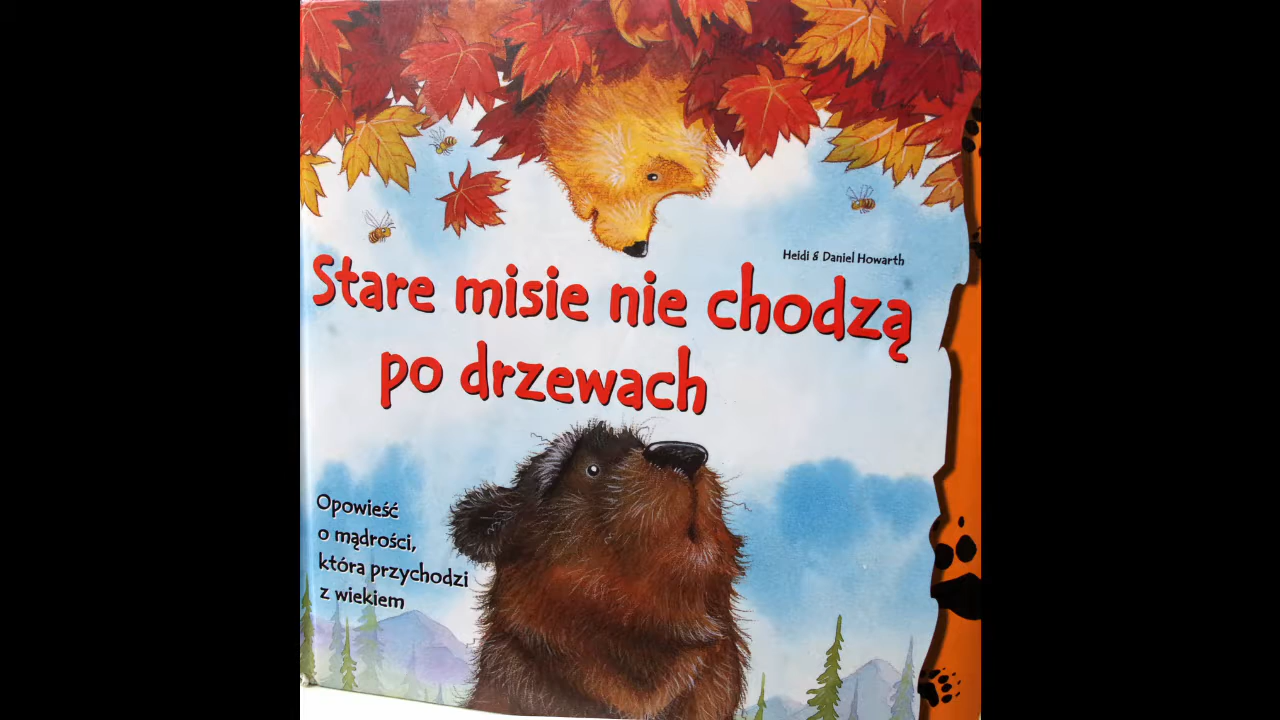 Heidi & Daniel Howarth
Stare misie nie chodzą
po drzewach
Opowieść
o mądrości,
która przychodzi
z wiekiem